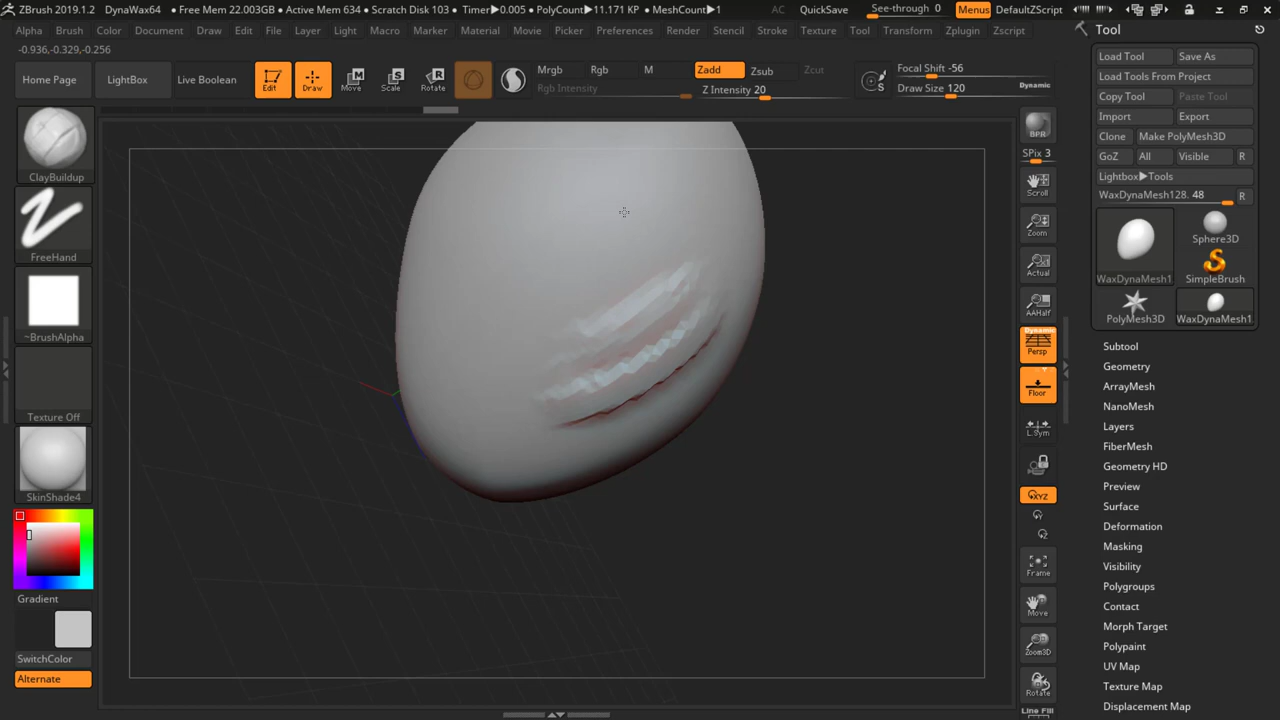 ZBrush 2019.1.2 DynaWax64 • Free Mem 22.003GB • Active Mem 634 • Scratch Disk 103 • Timer▶0.005 • PolyCount▶11.171 KP • MeshCount▶1 AC QuickSave See-through 0 Menus DefaultZScript
Alpha Brush Color Document Draw Edit File Layer Light Macro Marker Material Movie Picker Preferences Render Stencil Stroke Texture Tool Transform Zplugin Zscript
-0.936,-0.329,-0.256
Home Page LightBox Live Boolean Edit Draw Move Scale Rotate
Mrgb Rgb M Zadd Zsub Zcut
Rgb Intensity Z Intensity 20
Focal Shift -56
Draw Size 120 Dynamic
ClayBuildup
FreeHand
~BrushAlpha
Texture Off
SkinShade4
Gradient
SwitchColor
Alternate
BPR
SPix 3
Scroll
Zoom
Actual
AAHalf
Dynamic
Persp
Floor
L.Sym
XYZ
Y
Z
Frame
Move
Zoom3D
Rotate
Line Fill
Tool
Load Tool Save As
Load Tools From Project
Copy Tool Paste Tool
Import Export
Clone Make PolyMesh3D
GoZ All Visible R
Lightbox▶Tools
WaxDynaMesh128. 48 R
WaxDynaMesh1 Sphere3D
SimpleBrush
PolyMesh3D WaxDynaMesh1
Subtool
Geometry
ArrayMesh
NanoMesh
Layers
FiberMesh
Geometry HD
Preview
Surface
Deformation
Masking
Visibility
Polygroups
Contact
Morph Target
Polypaint
UV Map
Texture Map
Displacement Map